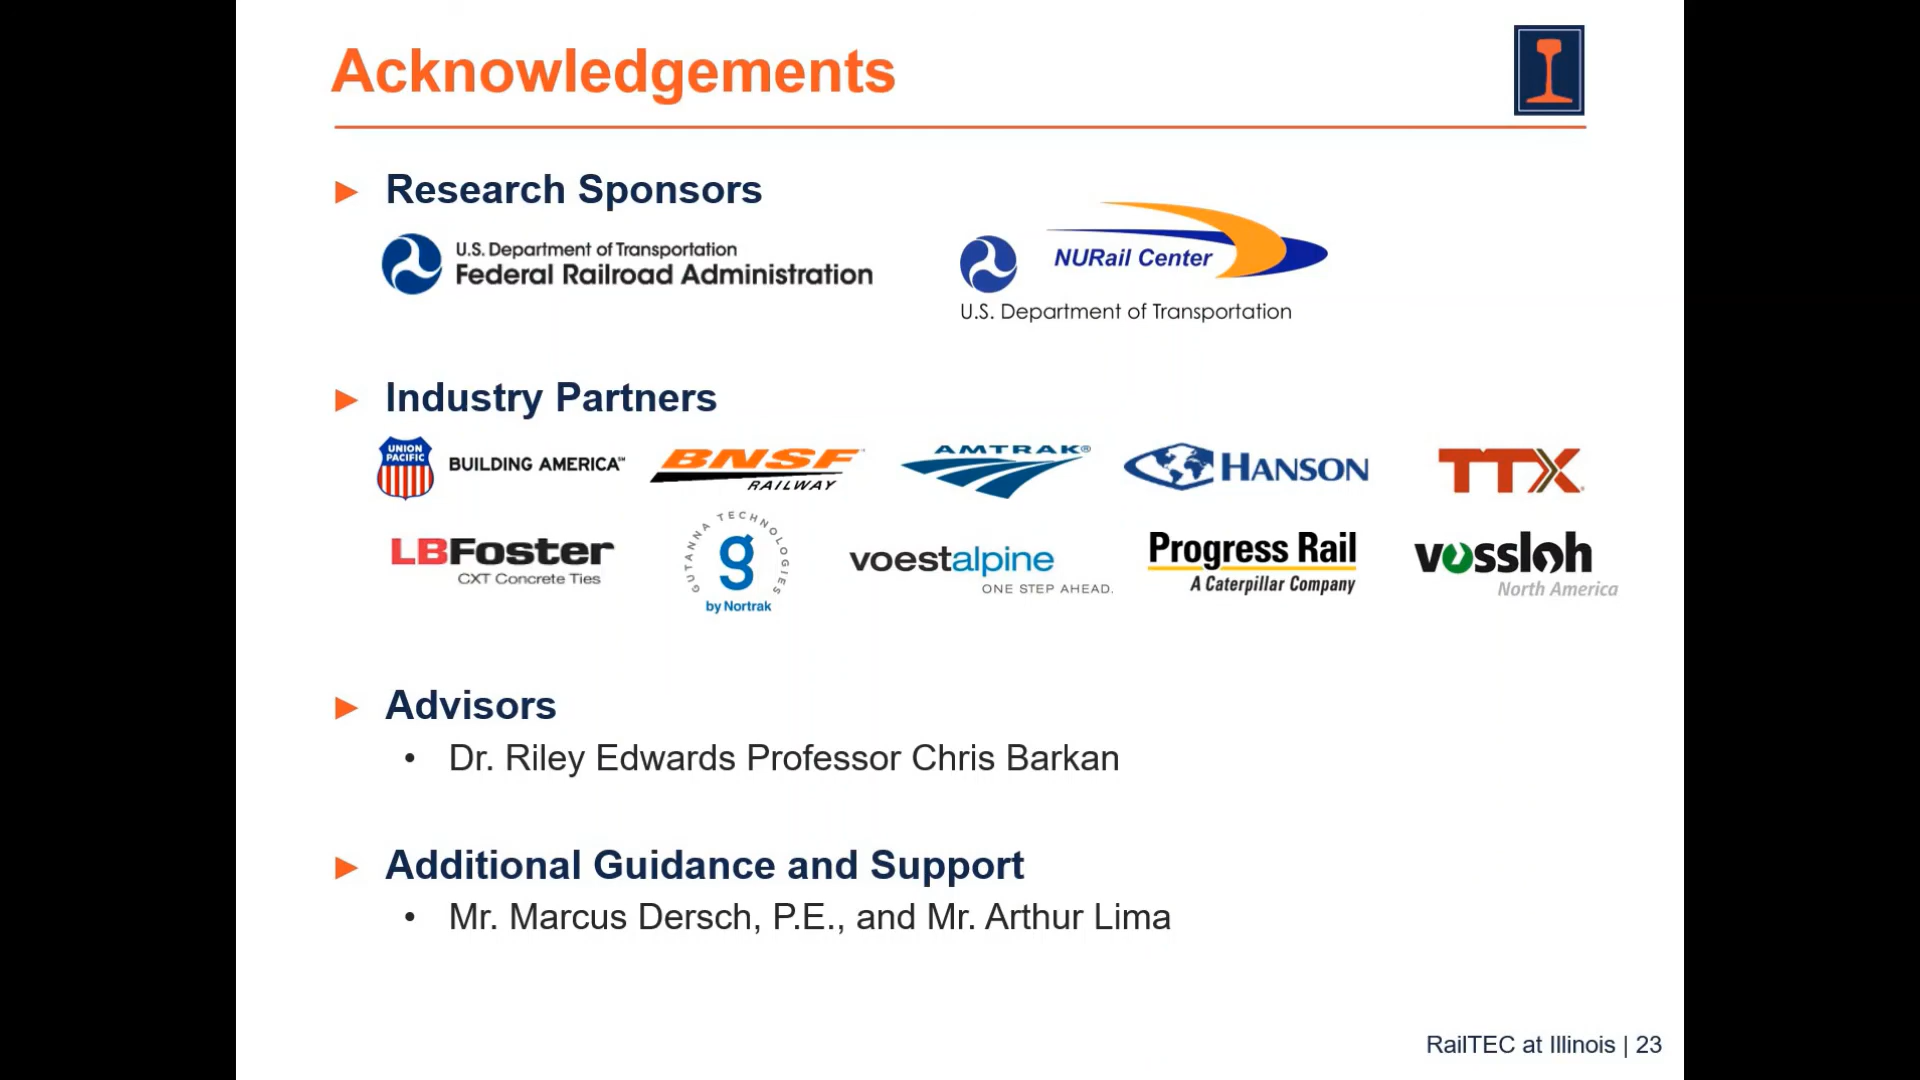 Acknowledgements
Research Sponsors
U.S. Department of Transportation
Federal Railroad Administration
NURail Center
U.S. Department of Transportation
Industry Partners
UNION PACIFIC BUILDING AMERICA℠
BNSF RAILWAY
AMTRAK®
HANSON
TTX
LBFoster
CXT Concrete Ties
GUTANNA TECHNOLOGIES
g
by Nortrak
voestalpine
ONE STEP AHEAD.
Progress Rail
A Caterpillar Company
vossloh
North America
Advisors
• Dr. Riley Edwards Professor Chris Barkan
Additional Guidance and Support
• Mr. Marcus Dersch, P.E., and Mr. Arthur Lima
RailTEC at Illinois | 23